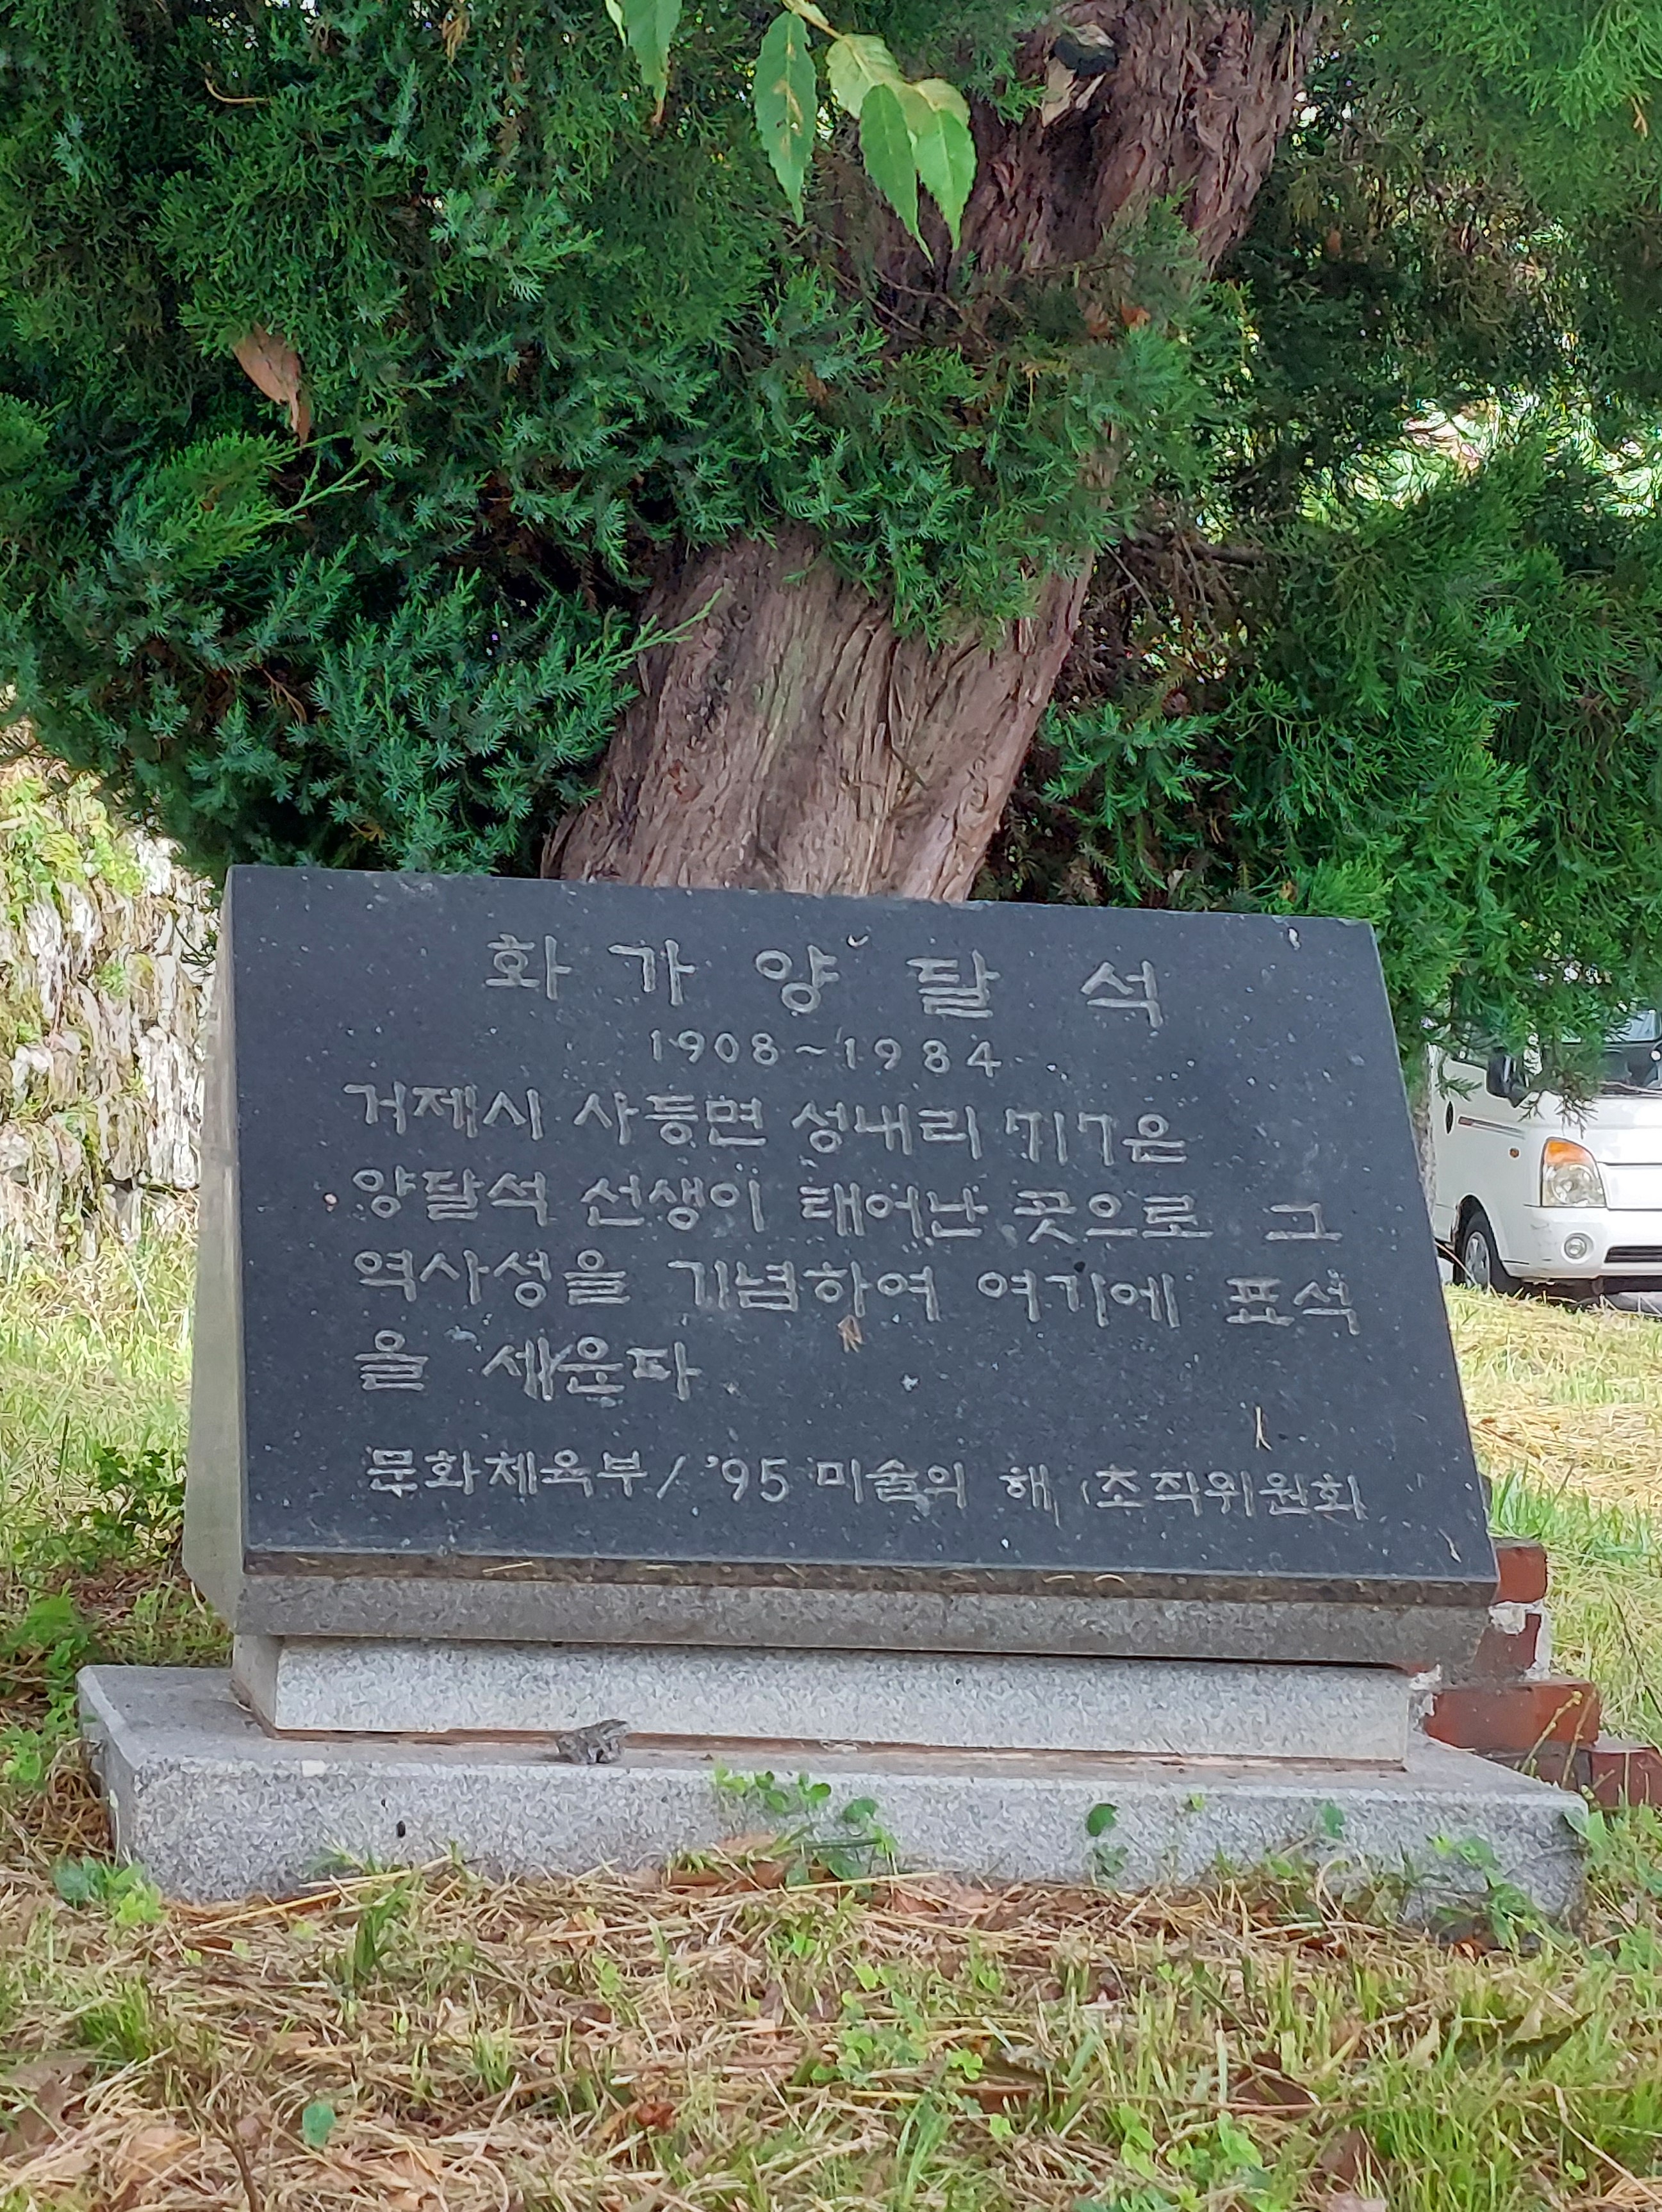 화가 양달석
1908~1984
거제시 사등면 성내리 717은
양달석 선생이 태어난 곳으로 그
역사성을 기념하여 여기에 표석
을 세운다
문화체육부/'95 미술의 해 조직위원회